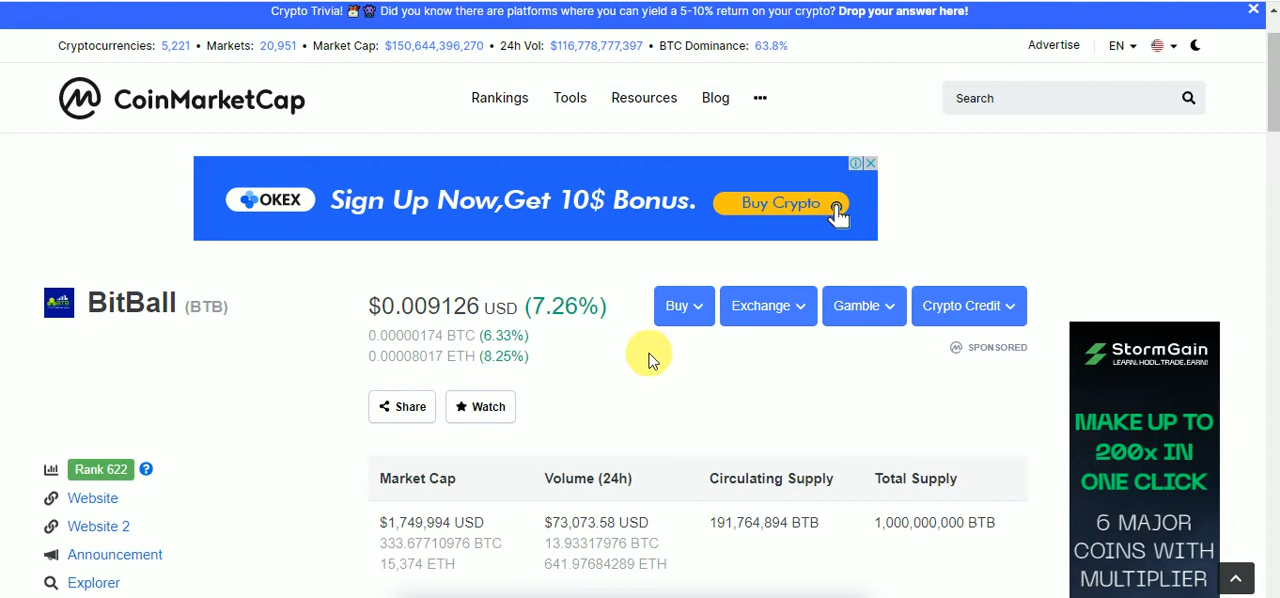 Crypto Trivia! Did you know there are platforms where you can yield a 5-10% return on your crypto? Drop your answer here!
Cryptocurrencies: 5,221 • Markets: 20,951 • Market Cap: $150,644,396,270 • 24h Vol: $116,778,777,397 • BTC Dominance: 63.8%
Advertise EN
CoinMarketCap
Rankings Tools Resources Blog •••
Search
OKEX Sign Up Now,Get 10$ Bonus. Buy Crypto
BitBall (BTB)
$0.009126 USD (7.26%)
0.00000174 BTC (6.33%)
0.00008017 ETH (8.25%)
Buy Exchange Gamble Crypto Credit
SPONSORED
Share Watch
Rank 622 ?
Website
Website 2
Announcement
Explorer
Market Cap Volume (24h) Circulating Supply Total Supply
$1,749,994 USD $73,073.58 USD 191,764,894 BTB 1,000,000,000 BTB
333.67710976 BTC 13.93317976 BTC
15,374 ETH 641.97684289 ETH
StormGain
LEARN. HODL. TRADE. EARN!
MAKE UP TO
200x IN
ONE CLICK
6 MAJOR
COINS WITH
MULTIPLIER